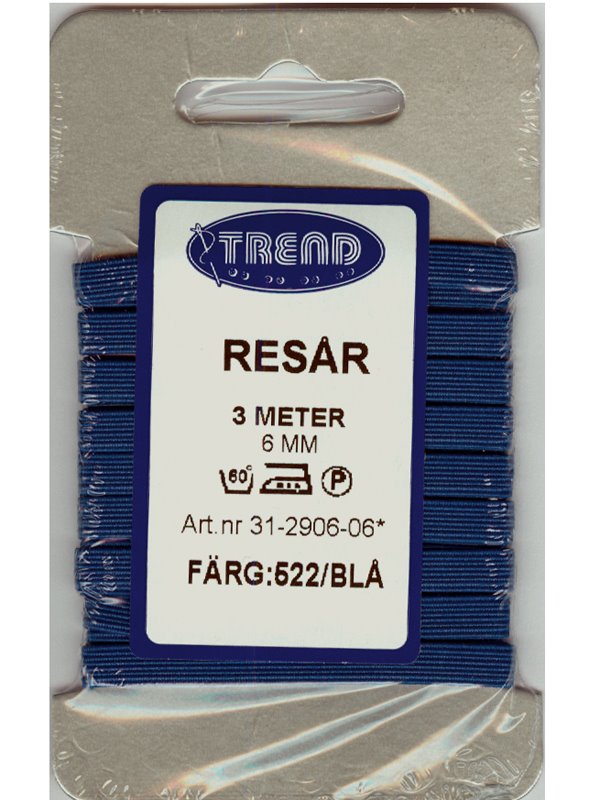 TREND
RESÅR
3 METER
6 MM
60° P
Art.nr 31-2906-06*
FÄRG:522/BLÅ